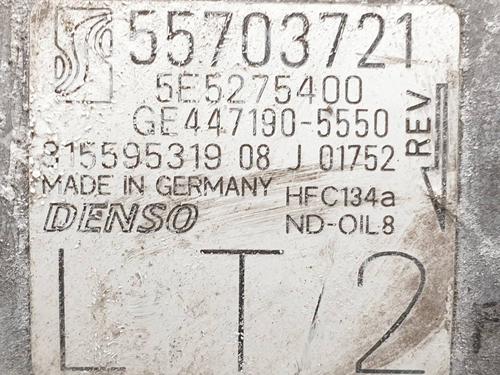 55703721
5E5275400
GE447190-5550
315595319 08 J 01752
MADE IN GERMANY HFC134a
DENSO ND-OIL8
REV
LT/2